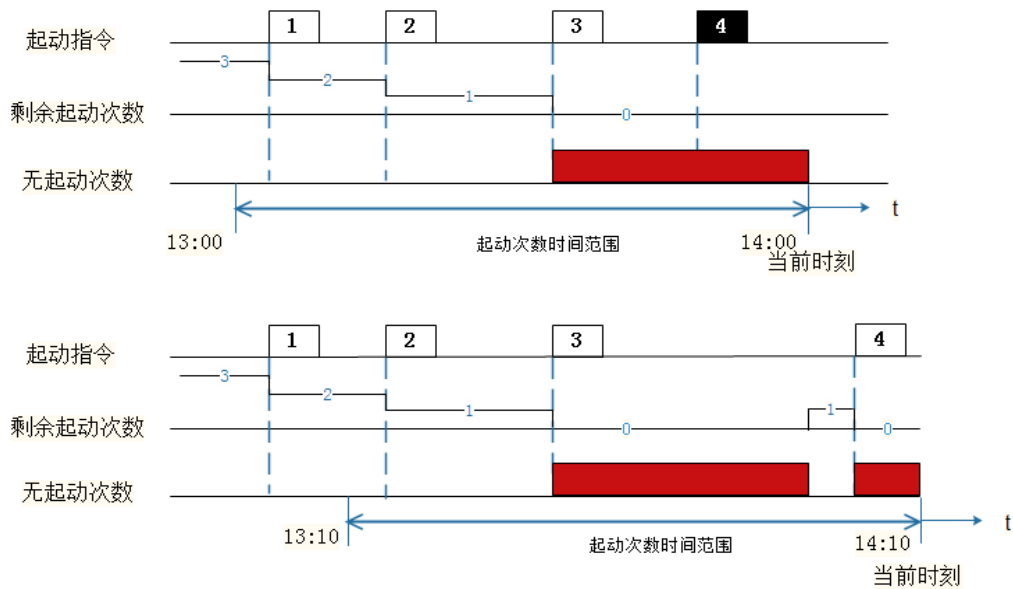 起动指令 1 2 3 4
3 2 1
剩余起动次数 0
无起动次数
t
13:00 起动次数时间范围 14:00
当前时刻
起动指令 1 2 3 4
3 2 1 1
剩余起动次数 0 0
无起动次数
t
13:10 起动次数时间范围 14:10
当前时刻